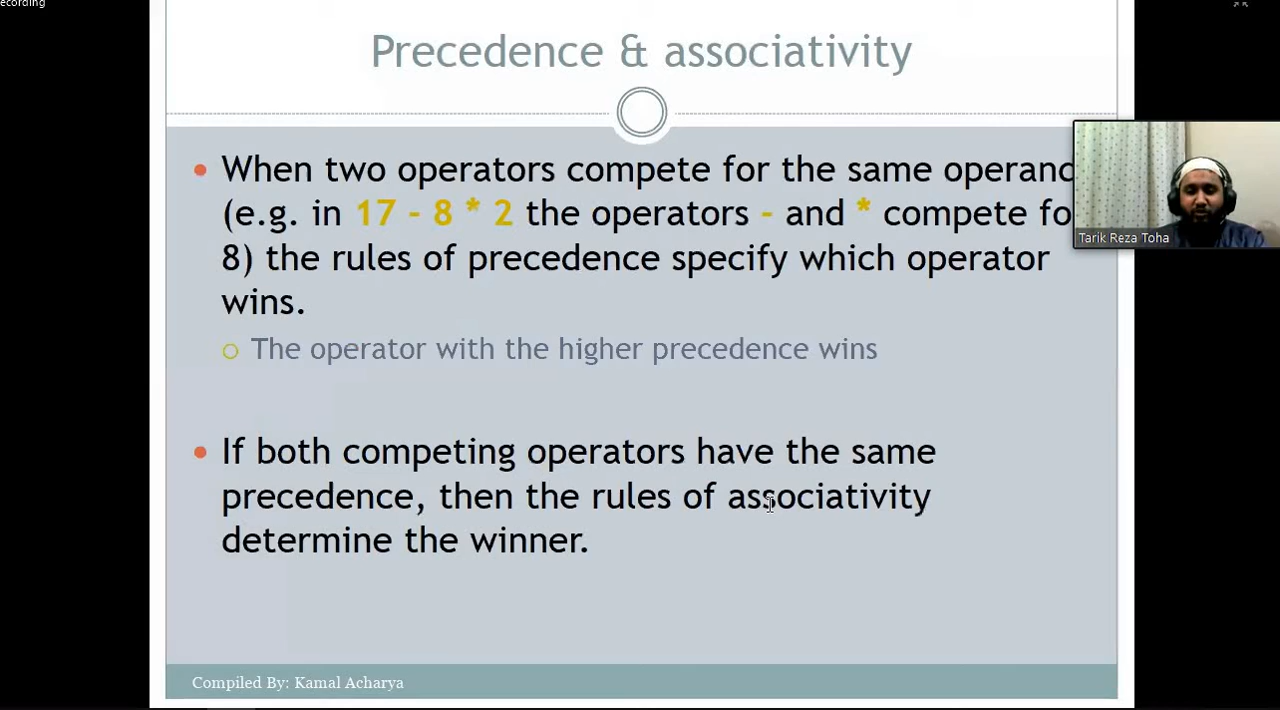 ecording
Precedence & associativity
• When two operators compete for the same operand
(e.g. in 17 - 8 * 2 the operators - and * compete fo
8) the rules of precedence specify which operator
wins.
○ The operator with the higher precedence wins
• If both competing operators have the same
precedence, then the rules of associativity
determine the winner.
Compiled By: Kamal Acharya
Tarik Reza Toha